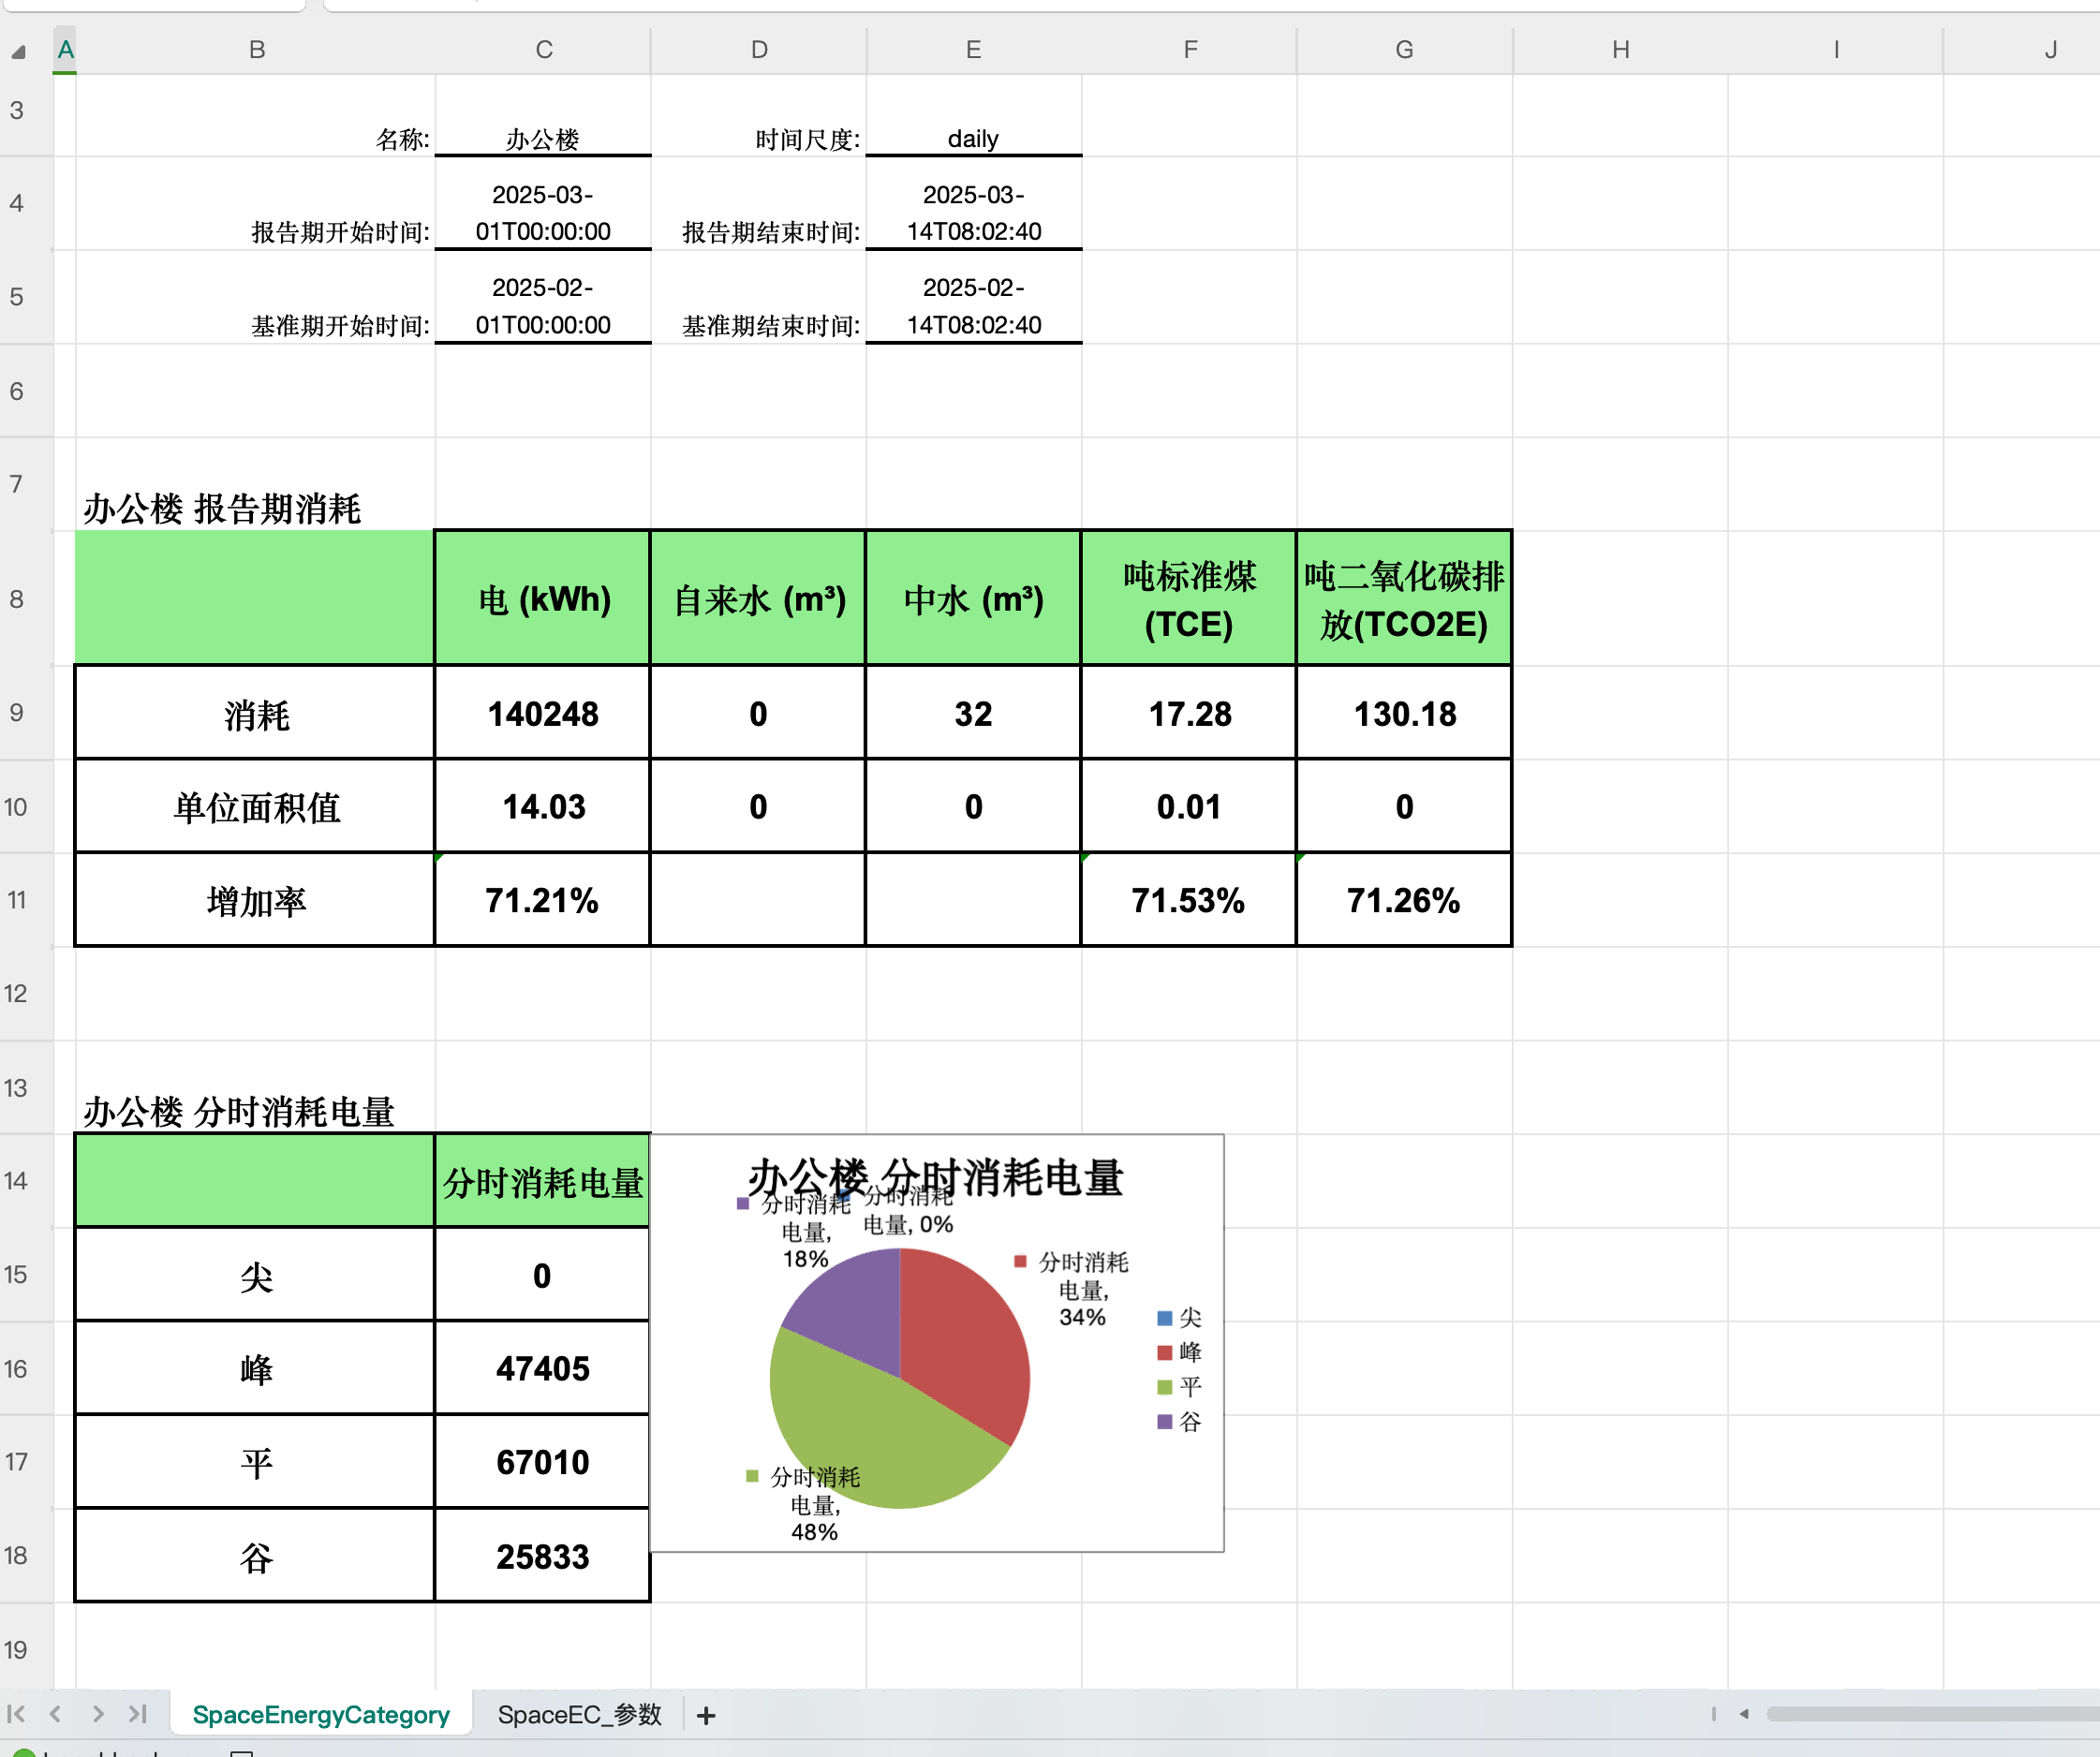 A B C D E F G H I J
3
名称: 办公楼 时间尺度: daily
4
报告期开始时间: 2025-03-
01T00:00:00 报告期结束时间: 2025-03-
14T08:02:40
5
基准期开始时间: 2025-02-
01T00:00:00 基准期结束时间: 2025-02-
14T08:02:40
6
7
办公楼 报告期消耗
8 电 (kWh) 自来水 (m³) 中水 (m³) 吨标准煤
(TCE) 吨二氧化碳排
放(TCO2E)
9 消耗 140248 0 32 17.28 130.18
10 单位面积值 14.03 0 0 0.01 0
11 增加率 71.21% 71.53% 71.26%
12
13
办公楼 分时消耗电量
14 分时消耗电量
15 尖 0
16 峰 47405
17 平 67010
18 谷 25833
19
办公楼 分时消耗电量
分时消耗
电量,
18%
分时消耗
电量, 0%
分时消耗
电量,
34%
分时消耗
电量,
48%
尖
峰
平
谷
SpaceEnergyCategory SpaceEC_参数 +